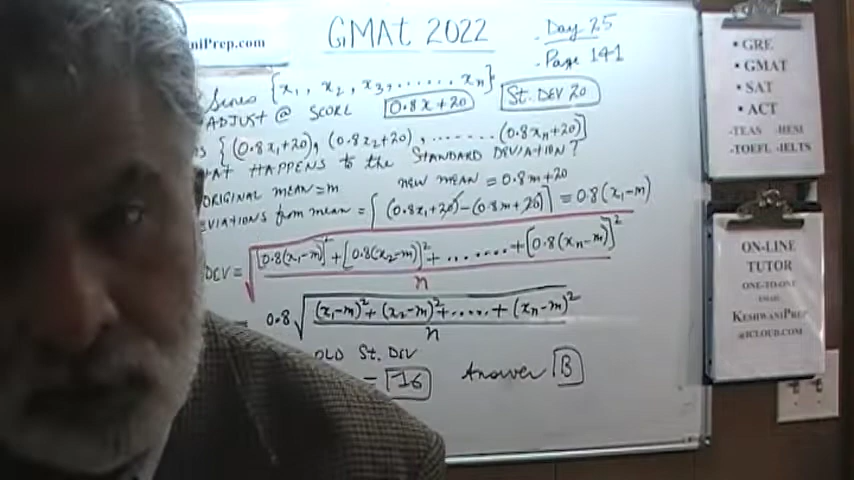 niPrep.com
GMAT 2022
- Day 25
- Page 141
Series {x₁, x₂, x₃, ...... xₙ}
ADJUST @ SCORE 0.8x+20 St. DEV 20
{(0.8x₁+20), (0.8x₂+20), ....... (0.8xₙ+20)}
HAT HAPPENS to the STANDARD DEVIATION?
ORIGINAL MEAN = m new MEAN = 0.8m+20
EVIATIONS from MEAN = {(0.8x₁+20)-(0.8m+20)} = 0.8(x₁-m)
DEV = √([0.8(x₁-m)]²+[0.8(x₂-m)]²+.......+[0.8(xₙ-m)]²/n)
= 0.8√((x₁-m)²+(x₂-m)²+.....+(xₙ-m)²/n)
OLD St. DEV
= 16 Answer B
• GRE
• GMAT
• SAT
• ACT
-TEAS -HESI
-TOEFL -IELTS
ON-LINE
TUTOR
ONE-TO-ONE
EMAIL
KESHWANIPREP
@ICLOUD.COM